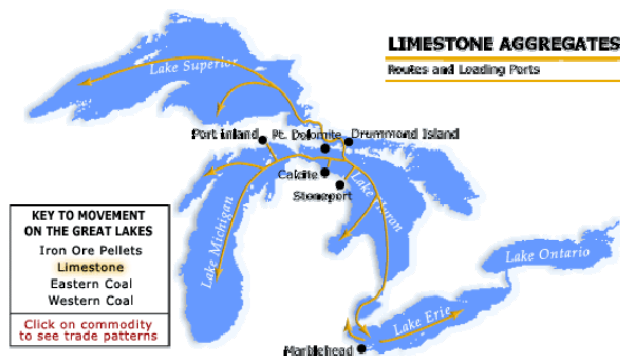 LIMESTONE AGGREGATES
Routes and Loading Ports
Lake Superior
Port Inland
Pt. Dolomite
Drummond Island
Calcite
Stoneport
Lake Huron
Lake Michigan
KEY TO MOVEMENT
ON THE GREAT LAKES
Iron Ore Pellets
Limestone
Eastern Coal
Western Coal
Click on commodity
to see trade patterns
Lake Ontario
Lake Erie
Marblehead